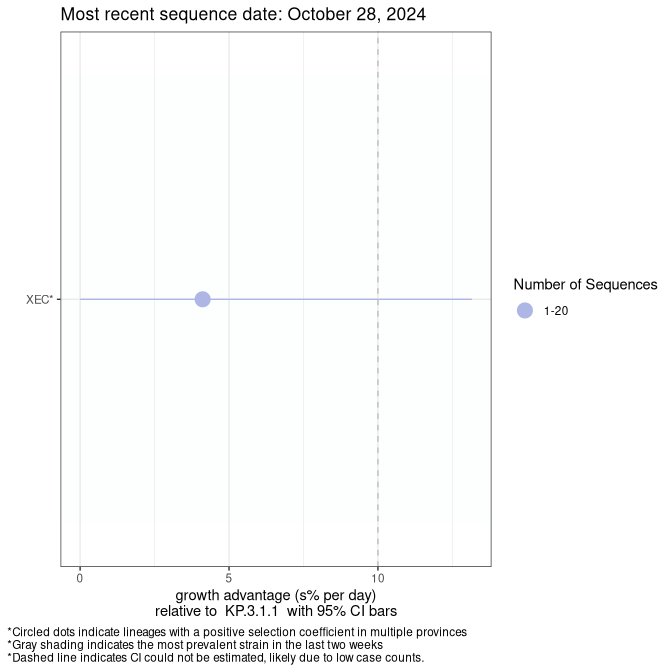 Most recent sequence date: October 28, 2024
XEC*
Number of Sequences
1-20
0 5 10
growth advantage (s% per day)
relative to KP.3.1.1 with 95% CI bars
*Circled dots indicate lineages with a positive selection coefficient in multiple provinces
*Gray shading indicates the most prevalent strain in the last two weeks
*Dashed line indicates CI could not be estimated, likely due to low case counts.